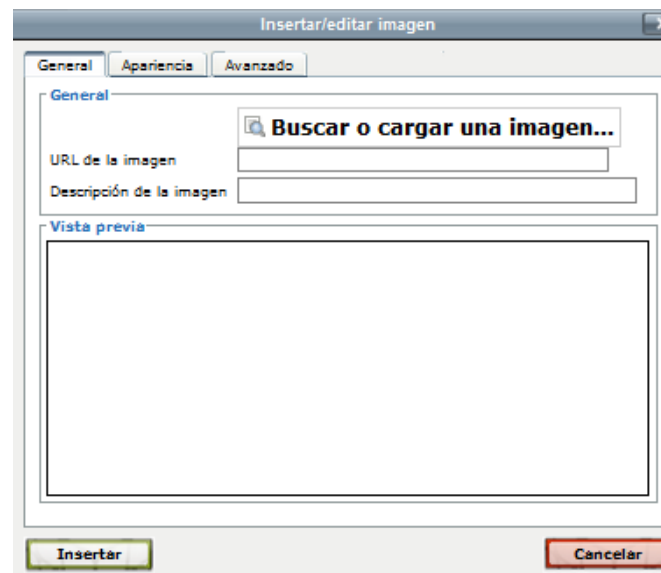 Insertar/editar imagen
General Apariencia Avanzado
General
Buscar o cargar una imagen...
URL de la imagen
Descripción de la imagen
Vista previa
Insertar Cancelar